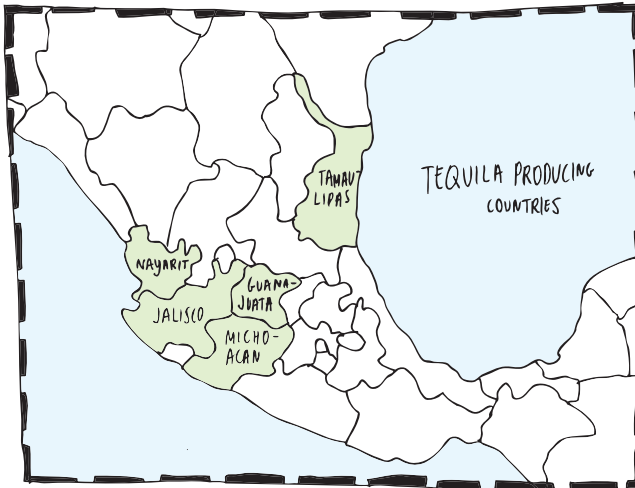 TAMAU-
LIPAS
TEQUILA PRODUCING
COUNTRIES
NAYARIT
GUANA-
JUATA
JALISCO
MICHO-
ACAN